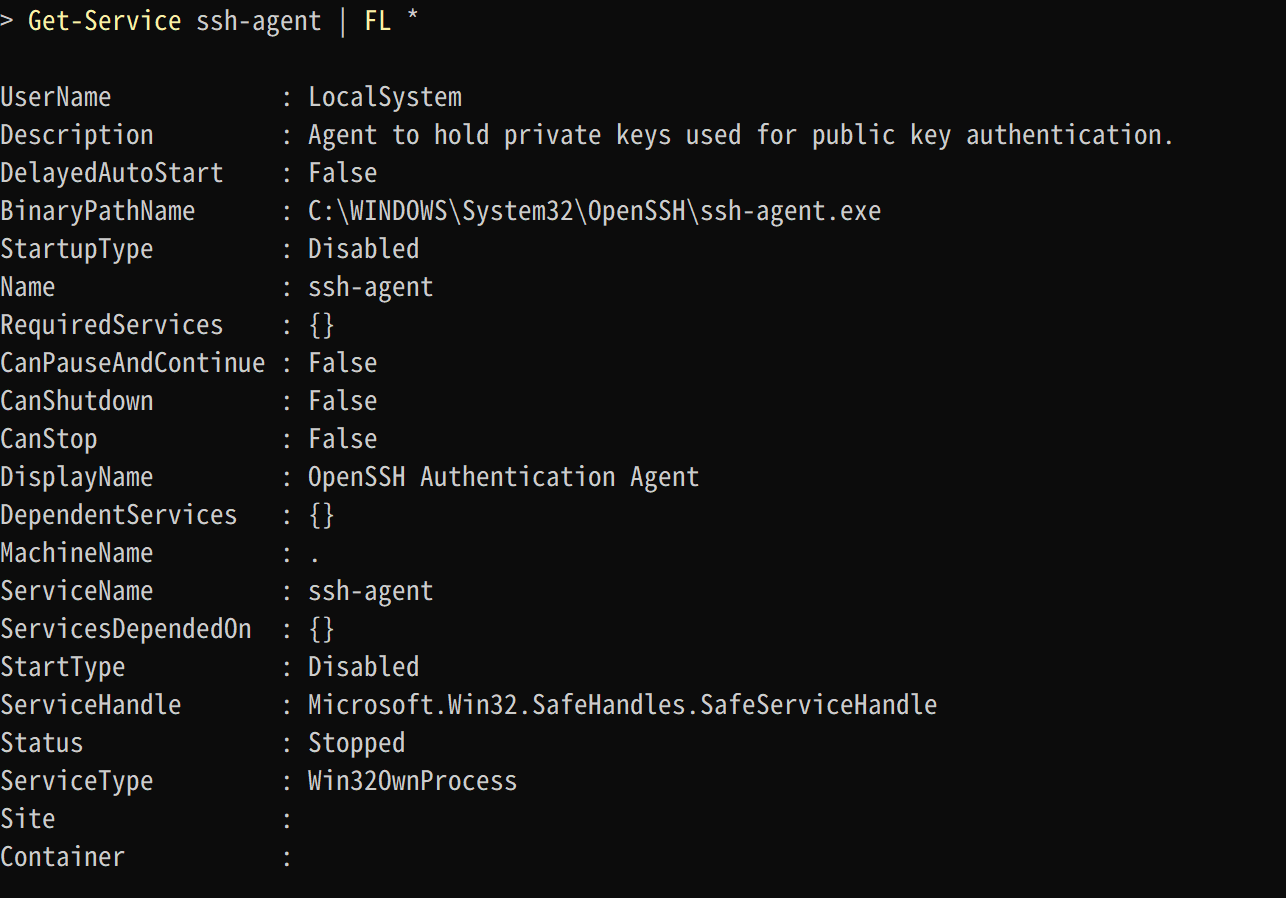 > Get-Service ssh-agent | FL *
UserName            : LocalSystem
Description         : Agent to hold private keys used for public key authentication.
DelayedAutoStart    : False
BinaryPathName      : C:\WINDOWS\System32\OpenSSH\ssh-agent.exe
StartupType         : Disabled
Name                : ssh-agent
RequiredServices    : {}
CanPauseAndContinue : False
CanShutdown         : False
CanStop             : False
DisplayName         : OpenSSH Authentication Agent
DependentServices   : {}
MachineName         : .
ServiceName         : ssh-agent
ServicesDependedOn  : {}
StartType           : Disabled
ServiceHandle       : Microsoft.Win32.SafeHandles.SafeServiceHandle
Status              : Stopped
ServiceType         : Win32OwnProcess
Site                :
Container           :